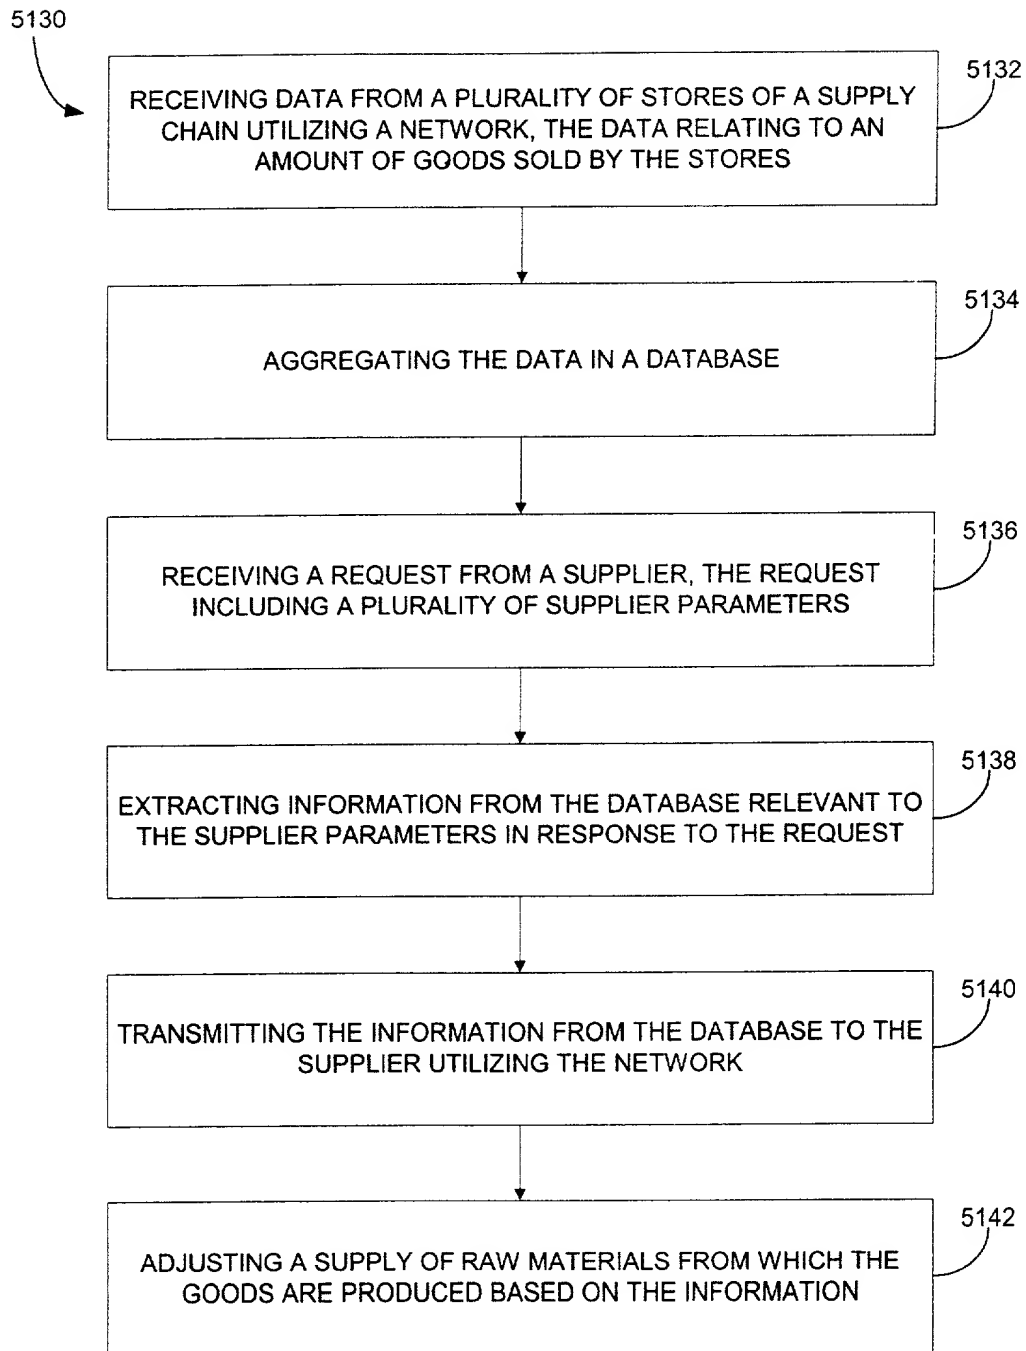 5130
5132
RECEIVING DATA FROM A PLURALITY OF STORES OF A SUPPLY
CHAIN UTILIZING A NETWORK, THE DATA RELATING TO AN
AMOUNT OF GOODS SOLD BY THE STORES
5134
AGGREGATING THE DATA IN A DATABASE
5136
RECEIVING A REQUEST FROM A SUPPLIER, THE REQUEST
INCLUDING A PLURALITY OF SUPPLIER PARAMETERS
5138
EXTRACTING INFORMATION FROM THE DATABASE RELEVANT TO
THE SUPPLIER PARAMETERS IN RESPONSE TO THE REQUEST
5140
TRANSMITTING THE INFORMATION FROM THE DATABASE TO THE
SUPPLIER UTILIZING THE NETWORK
5142
ADJUSTING A SUPPLY OF RAW MATERIALS FROM WHICH THE
GOODS ARE PRODUCED BASED ON THE INFORMATION